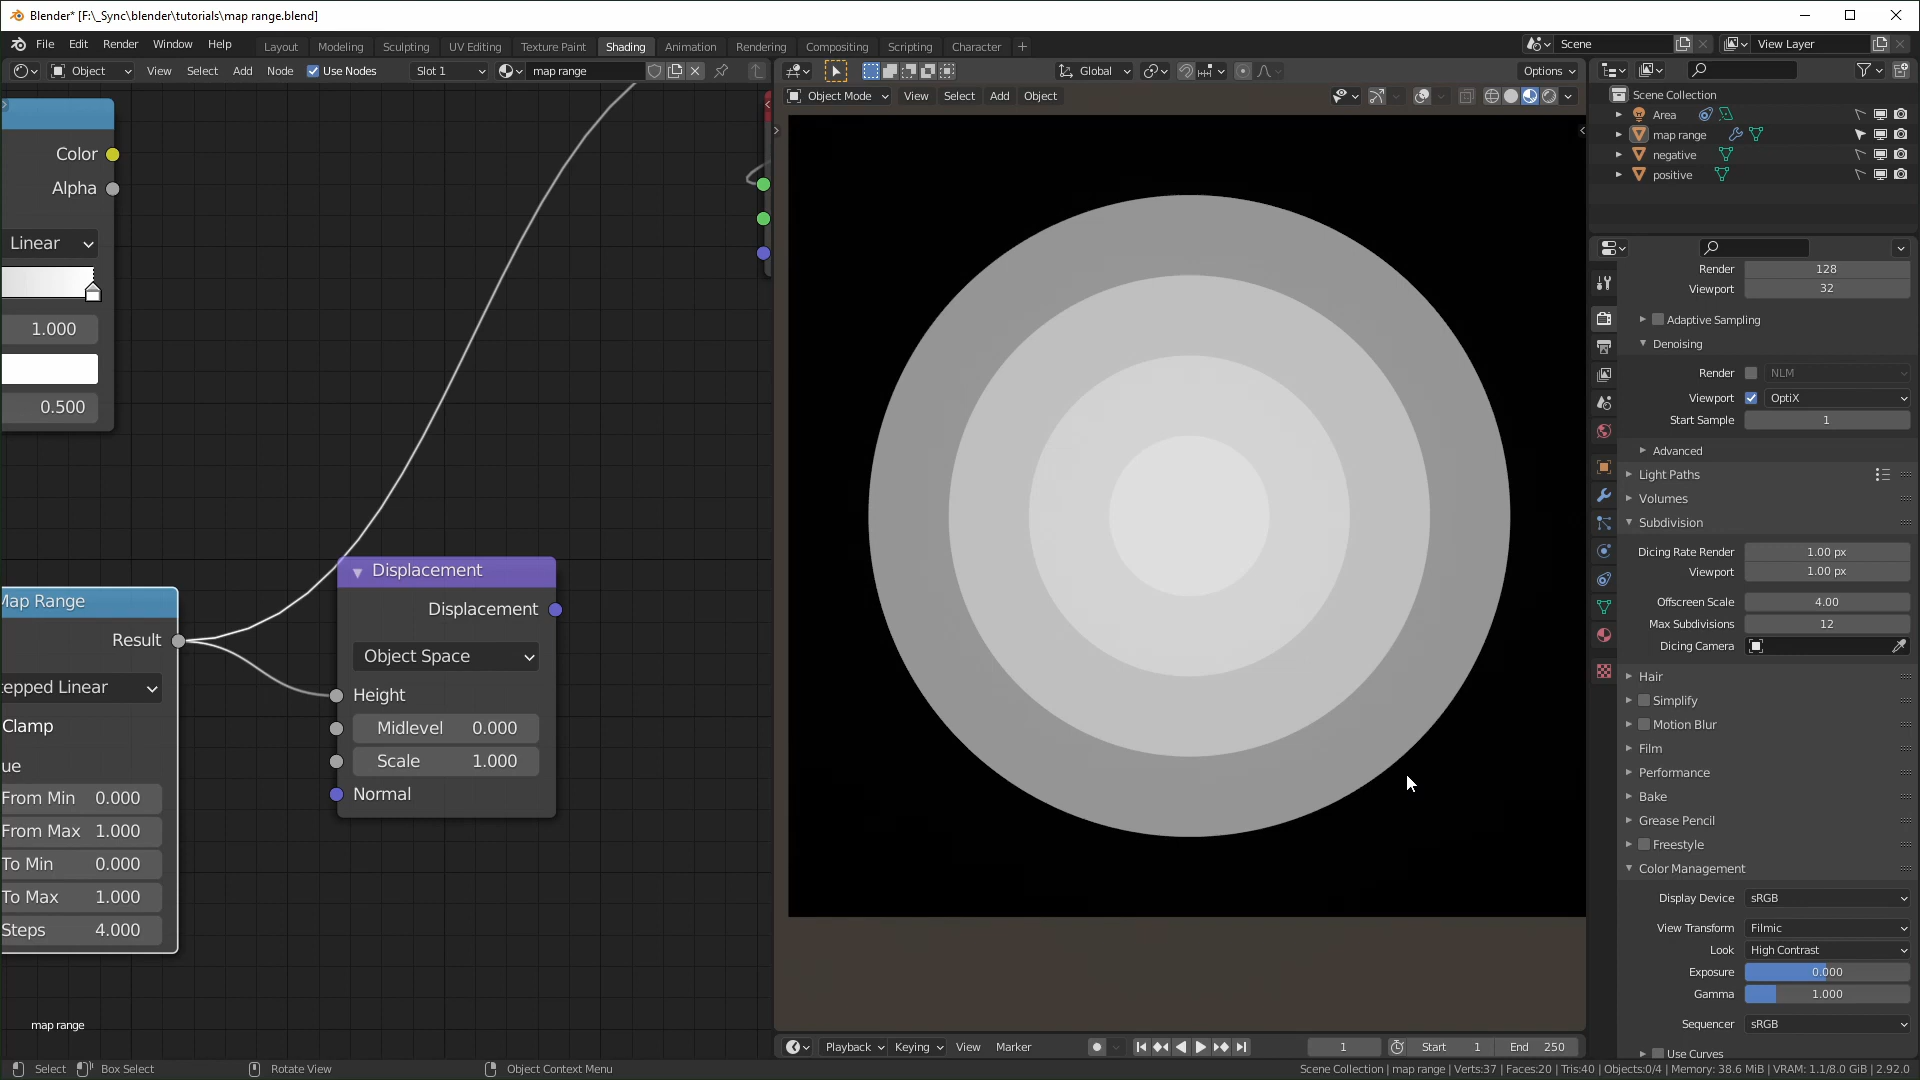 Blender* [F:\_Sync\blender\tutorials\map range.blend]
File Edit Render Window Help
Layout Modeling Sculpting UV Editing Texture Paint Shading Animation Rendering Compositing Scripting Character +
Scene
View Layer
Object View Select Add Node Use Nodes Slot 1 map range
Global
Options
Object Mode View Select Add Object
Color
Alpha
Linear
1.000
0.500
Map Range
Result
tepped Linear
Clamp
ue
From Min 0.000
From Max 1.000
To Min 0.000
To Max 1.000
Steps 4.000
Displacement
Displacement
Object Space
Height
Midlevel 0.000
Scale 1.000
Normal
map range
Scene Collection
Area
map range
negative
positive
Render 128
Viewport 32
Adaptive Sampling
Denoising
Render NLM
Viewport OptiX
Start Sample 1
Advanced
Light Paths
Volumes
Subdivision
Dicing Rate Render 1.00 px
Viewport 1.00 px
Offscreen Scale 4.00
Max Subdivisions 12
Dicing Camera
Hair
Simplify
Motion Blur
Film
Performance
Bake
Grease Pencil
Freestyle
Color Management
Display Device sRGB
View Transform Filmic
Look High Contrast
Exposure 0.000
Gamma 1.000
Sequencer sRGB
Use Curves
Playback Keying View Marker
1 Start 1 End 250
Select Box Select Rotate View Object Context Menu
Scene Collection | map range | Verts:37 | Faces:20 | Tris:40 | Objects:0/4 | Memory: 38.6 MiB | VRAM: 1.1/8.0 GiB | 2.92.0